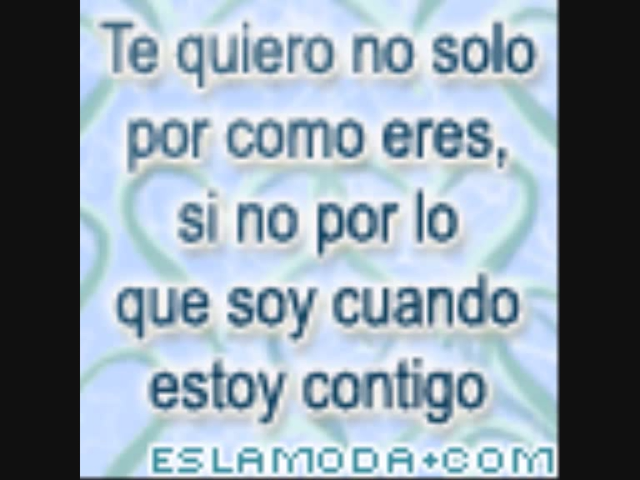 Te quiero no solo
por como eres,
si no por lo
que soy cuando
estoy contigo
ESLAMODA+COM